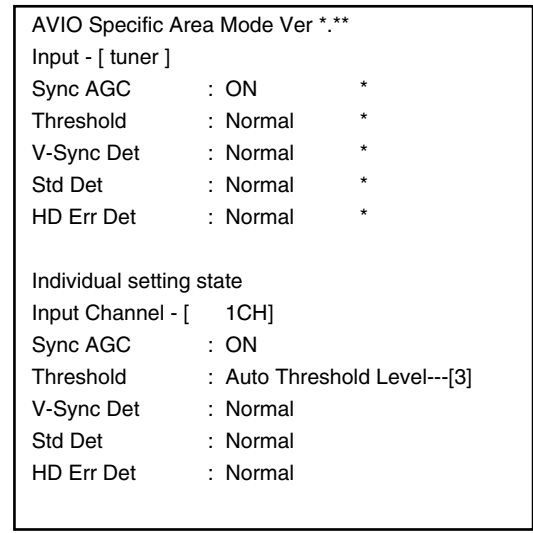 AVIO Specific Area Mode Ver *.**
Input - [ tuner ]
Sync AGC : ON *
Threshold : Normal *
V-Sync Det : Normal *
Std Det : Normal *
HD Err Det : Normal *
Individual setting state
Input Channel - [ 1CH]
Sync AGC : ON
Threshold : Auto Threshold Level---[3]
V-Sync Det : Normal
Std Det : Normal
HD Err Det : Normal